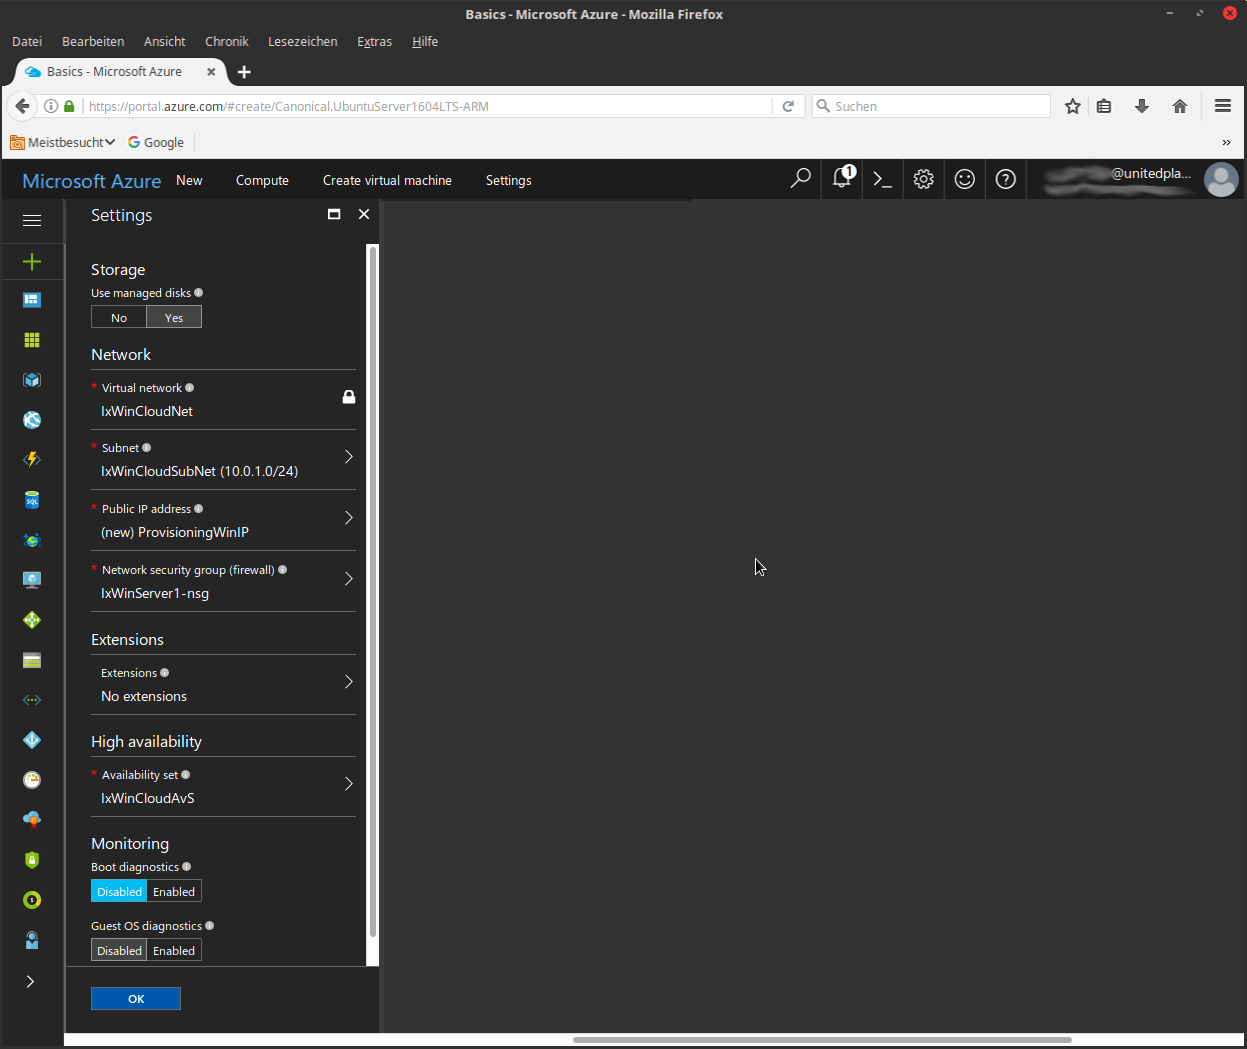 Basics - Microsoft Azure - Mozilla Firefox
Datei Bearbeiten Ansicht Chronik Lesezeichen Extras Hilfe
Basics - Microsoft Azure
https://portal.azure.com/#create/Canonical.UbuntuServer1604LTS-ARM
Suchen
Meistbesucht Google
Microsoft Azure New Compute Create virtual machine Settings 1 @unitedpla...
Settings
Storage
Use managed disks
No Yes
Network
* Virtual network
IxWinCloudNet
* Subnet
IxWinCloudSubNet (10.0.1.0/24)
* Public IP address
(new) ProvisioningWinIP
* Network security group (firewall)
IxWinServer1-nsg
Extensions
Extensions
No extensions
High availability
* Availability set
IxWinCloudAvS
Monitoring
Boot diagnostics
Disabled Enabled
Guest OS diagnostics
Disabled Enabled
OK